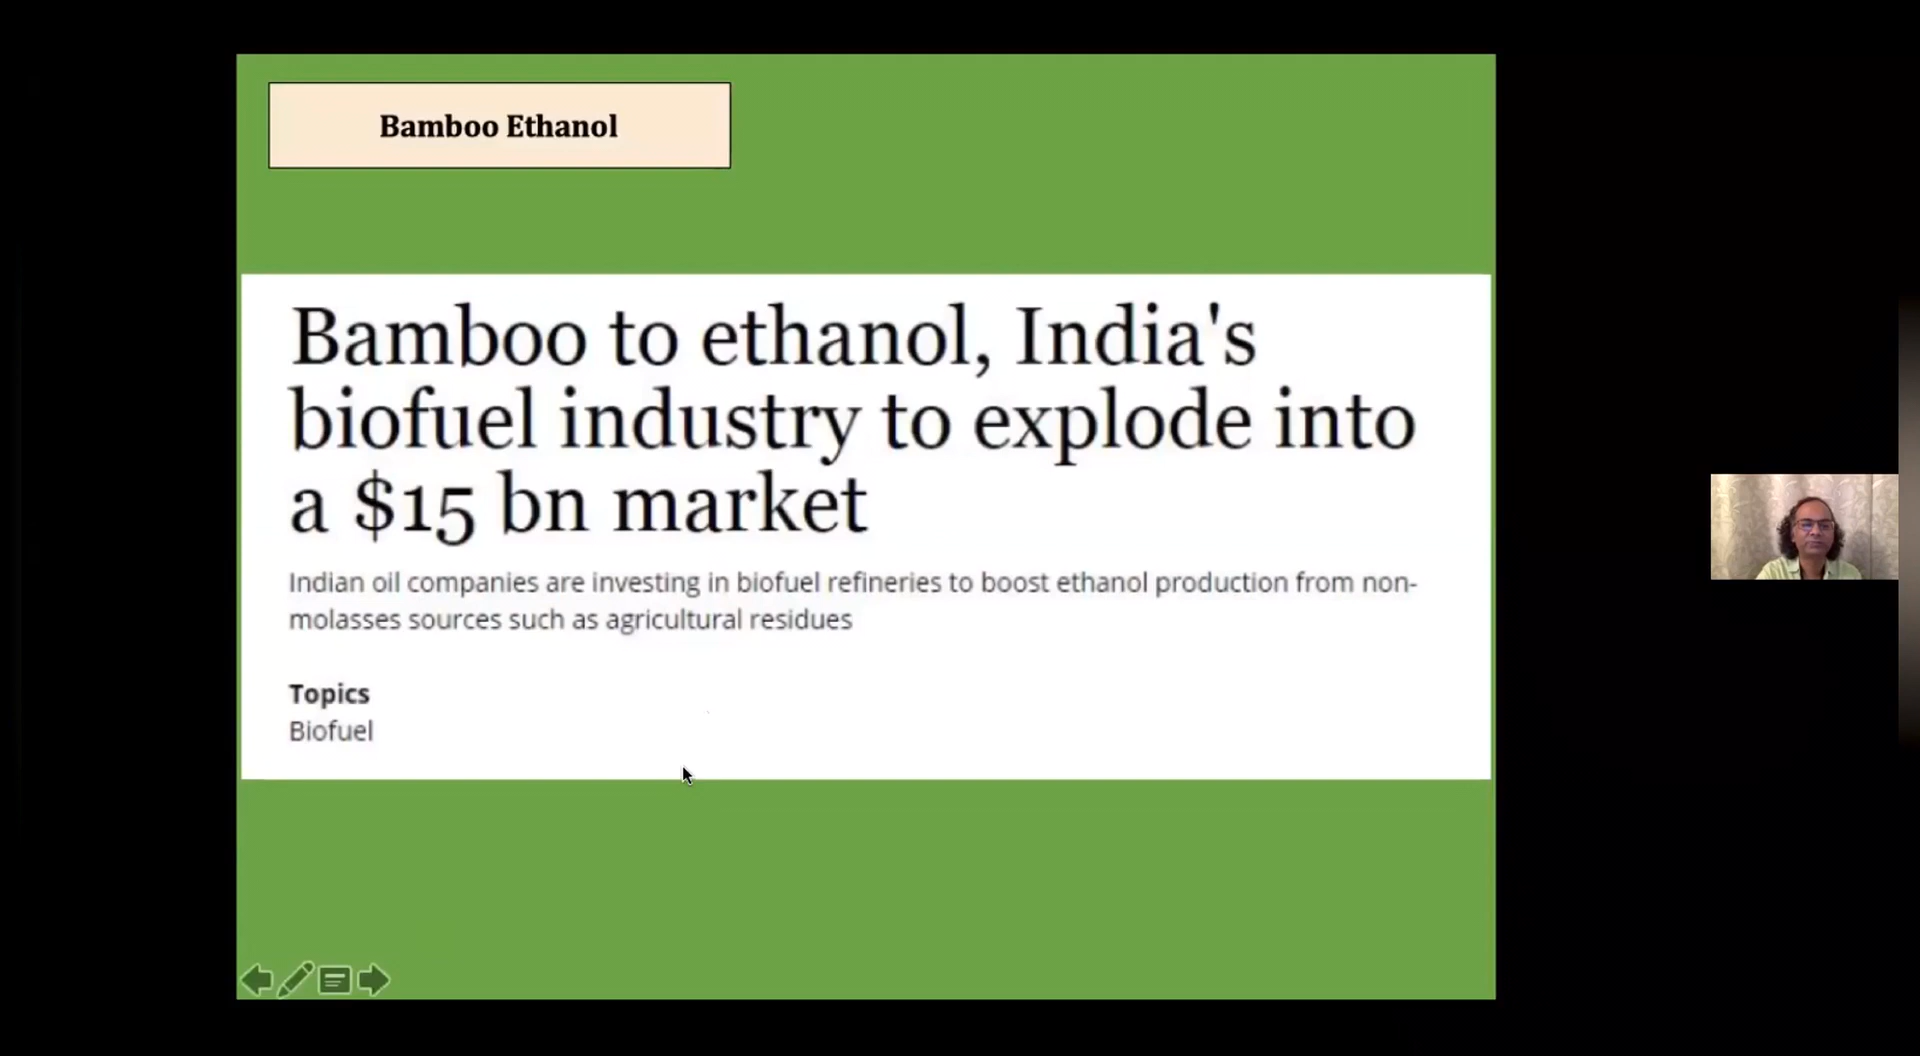 Bamboo Ethanol
Bamboo to ethanol, India's
biofuel industry to explode into
a $15 bn market
Indian oil companies are investing in biofuel refineries to boost ethanol production from non-
molasses sources such as agricultural residues
Topics
Biofuel